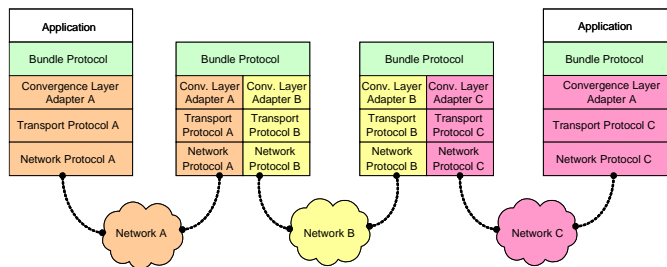 Application
Bundle Protocol
Convergence Layer
Adapter A
Transport Protocol A
Network Protocol A
Bundle Protocol
Conv. Layer
Adapter A
Conv. Layer
Adapter B
Transport
Protocol A
Transport
Protocol B
Network
Protocol A
Network
Protocol B
Bundle Protocol
Conv. Layer
Adapter B
Conv. Layer
Adapter C
Transport
Protocol B
Transport
Protocol C
Network
Protocol B
Network
Protocol C
Application
Bundle Protocol
Convergence Layer
Adapter A
Transport Protocol C
Network Protocol C
Network A
Network B
Network C